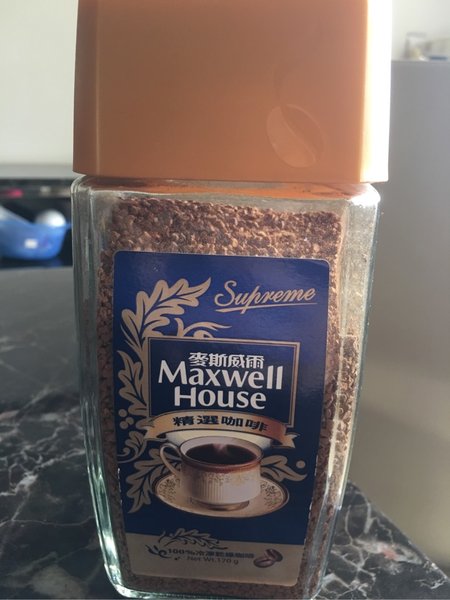 Supreme
麥斯威爾
Maxwell
House
精選咖啡
100%冷凍乾燥咖啡
Net Wt.170g